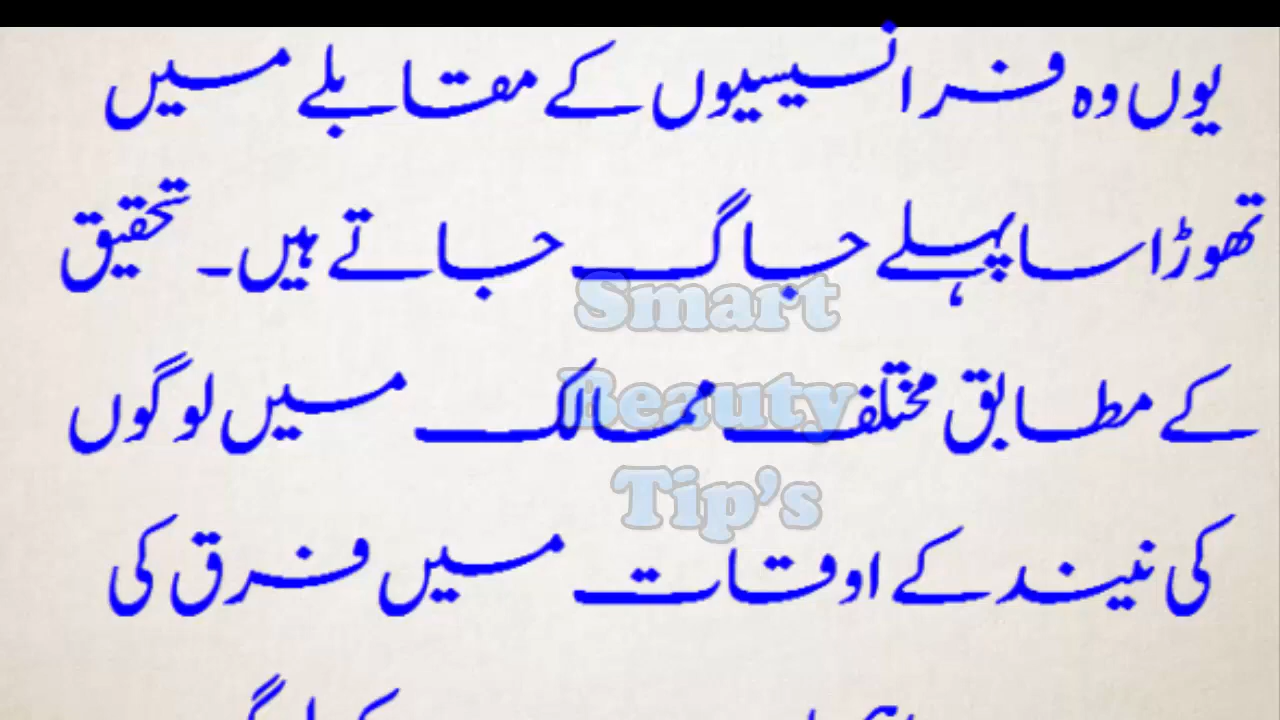 یوں وہ فرانسیسیوں کے مقابلے میں
تھوڑا سا پہلے جاگ جاتے ہیں۔ تحقیق
کے مطابق مختلف ممالک میں لوگوں
کی نیند کے اوقات میں فرق کی
Smart
Beauty
Tip's